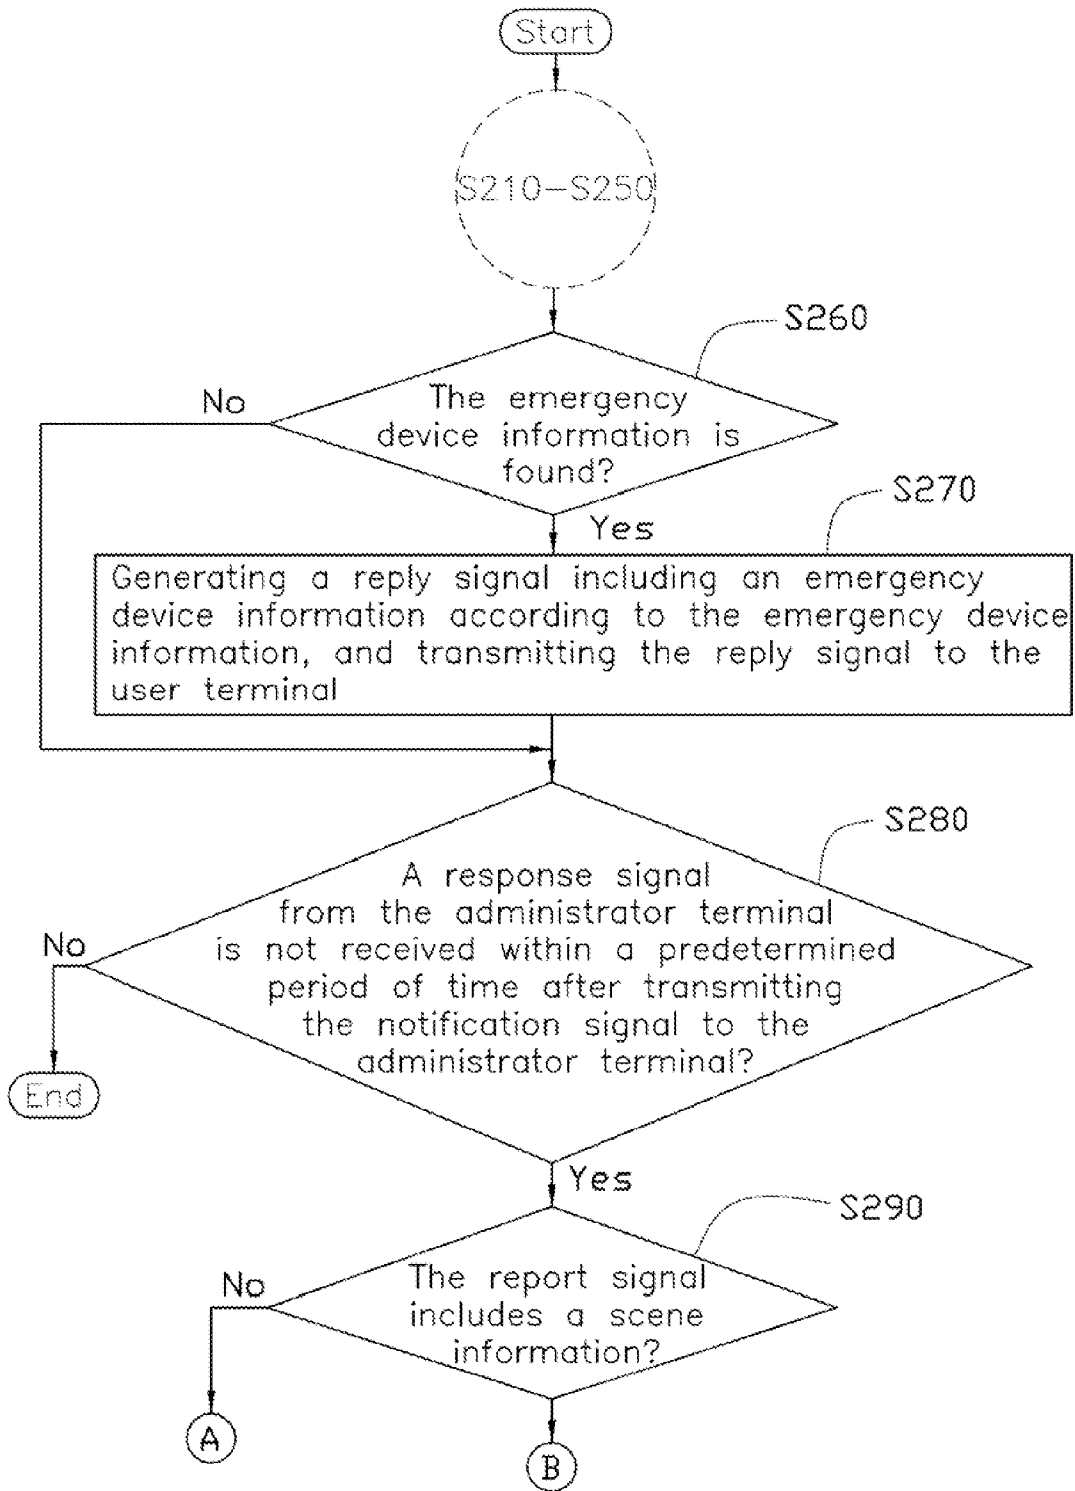 Start
S210-S250
S260
No
The emergency
device information is
found?
S270
Yes
Generating a reply signal including an emergency
device information according to the emergency device
information, and transmitting the reply signal to the
user terminal
S280
A response signal
from the administrator terminal
No
is not received within a predetermined
period of time after transmitting
the notification signal to the
administrator terminal?
End
Yes
S290
No
The report signal
includes a scene
information?
A
B